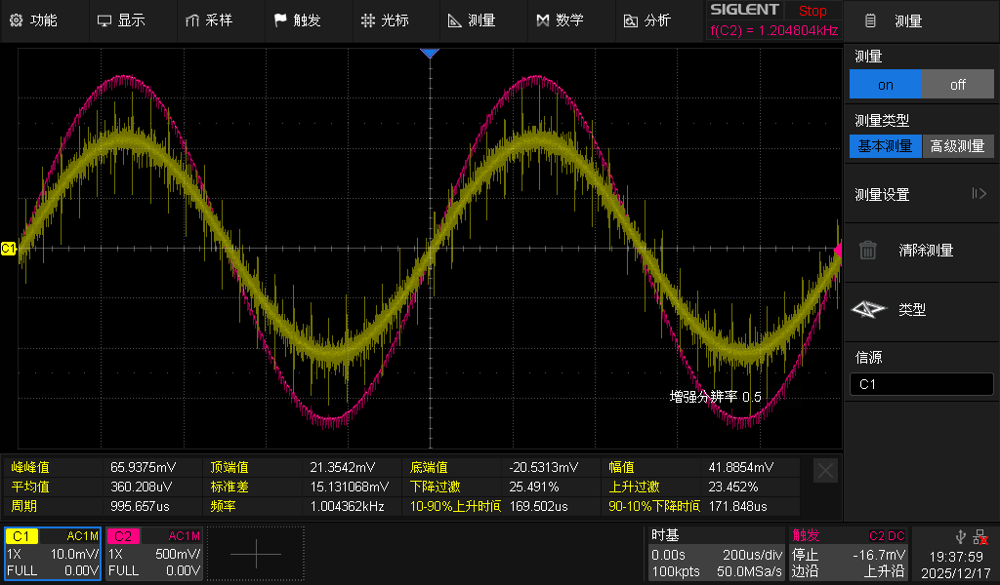 功能 显示 采样 触发 光标 测量 数学 分析 SIGLENT Stop 测量
f(C2) = 1.204804kHz
测量
on off
测量类型
基本测量 高级测量
测量设置
C1
清除测量
类型
信源
C1
增强分辨率 0.5
峰峰值 65.9375mV 顶端值 21.3542mV 底端值 -20.5313mV 幅值 41.8854mV
平均值 360.208uV 标准差 15.131068mV 下降过激 25.491% 上升过激 23.452%
周期 995.657us 频率 1.004362kHz 10-90%上升时间 169.502us 90-10%下降时间 171.848us
C1 AC1M C2 AC1M 时基 触发 C2 DC
1X 10.0mV/ 1X 500mV/ 0.00s 200us/div 停止 -16.7mV 19:37:59
FULL 0.00V FULL 0.00V 100kpts 50.0MSa/s 边沿 上升沿 2025/12/17